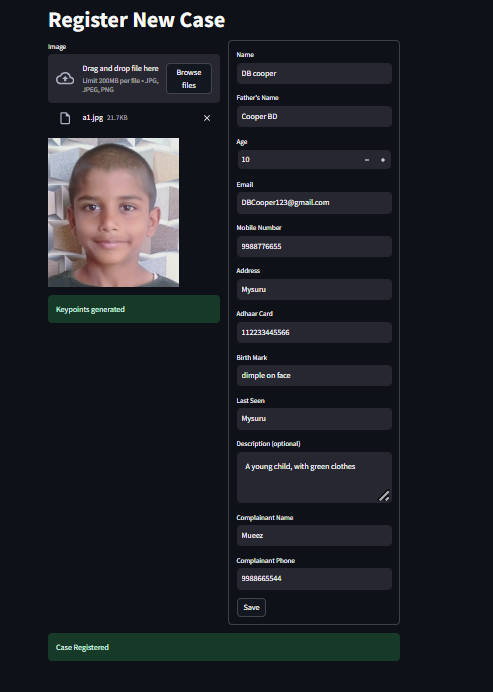 Register New Case
Image
Drag and drop file here
Limit 200MB per file • JPG,
JPEG, PNG
Browse
files
a1.jpg 21.7KB
Keypoints generated
Name
DB cooper
Father's Name
Cooper BD
Age
10
Email
DBCooper123@gmail.com
Mobile Number
9988776655
Address
Mysuru
Adhaar Card
112233445566
Birth Mark
dimple on face
Last Seen
Mysuru
Description (optional)
A young child, with green clothes
Complainant Name
Mueez
Complainant Phone
9988665544
Save
Case Registered